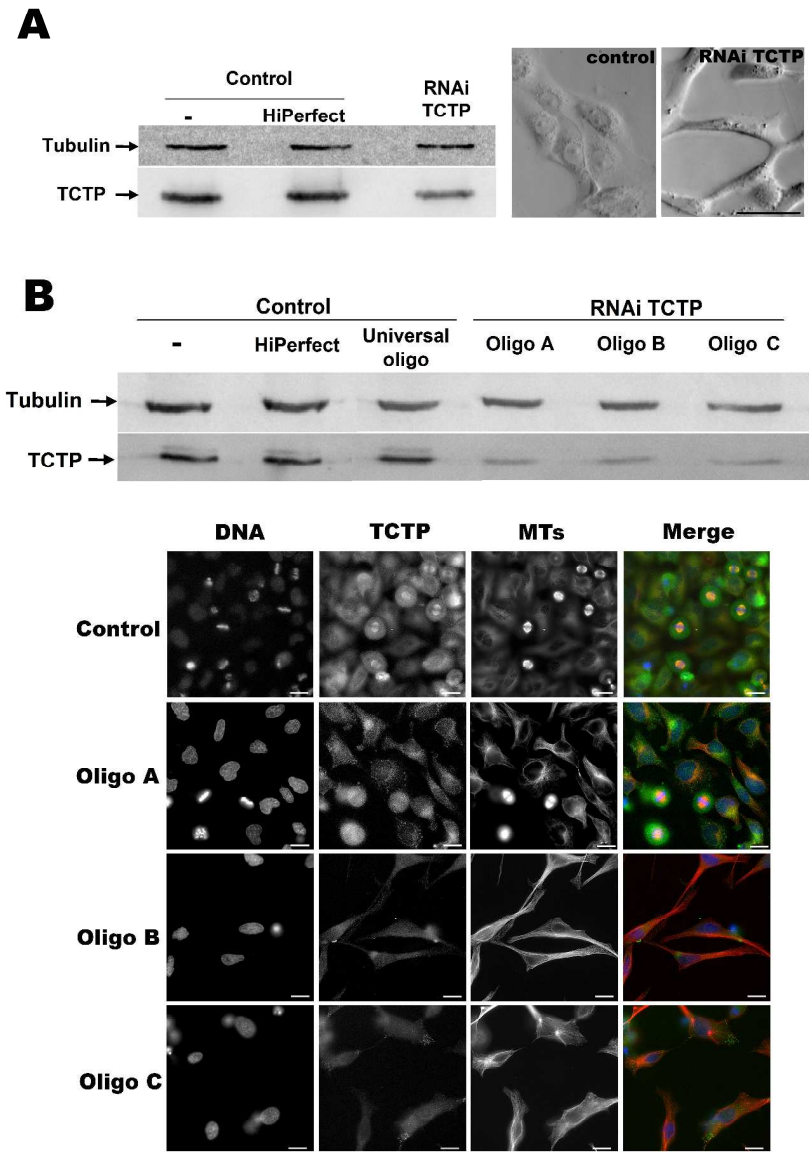 A
Control
RNAi
TCTP
-
HiPerfect
Tubulin
TCTP
control
RNAi TCTP
B
Control
RNAi TCTP
-
HiPerfect
Universal
oligo
Oligo A
Oligo B
Oligo C
Tubulin
TCTP
DNA
TCTP
MTs
Merge
Control
Oligo A
Oligo B
Oligo C